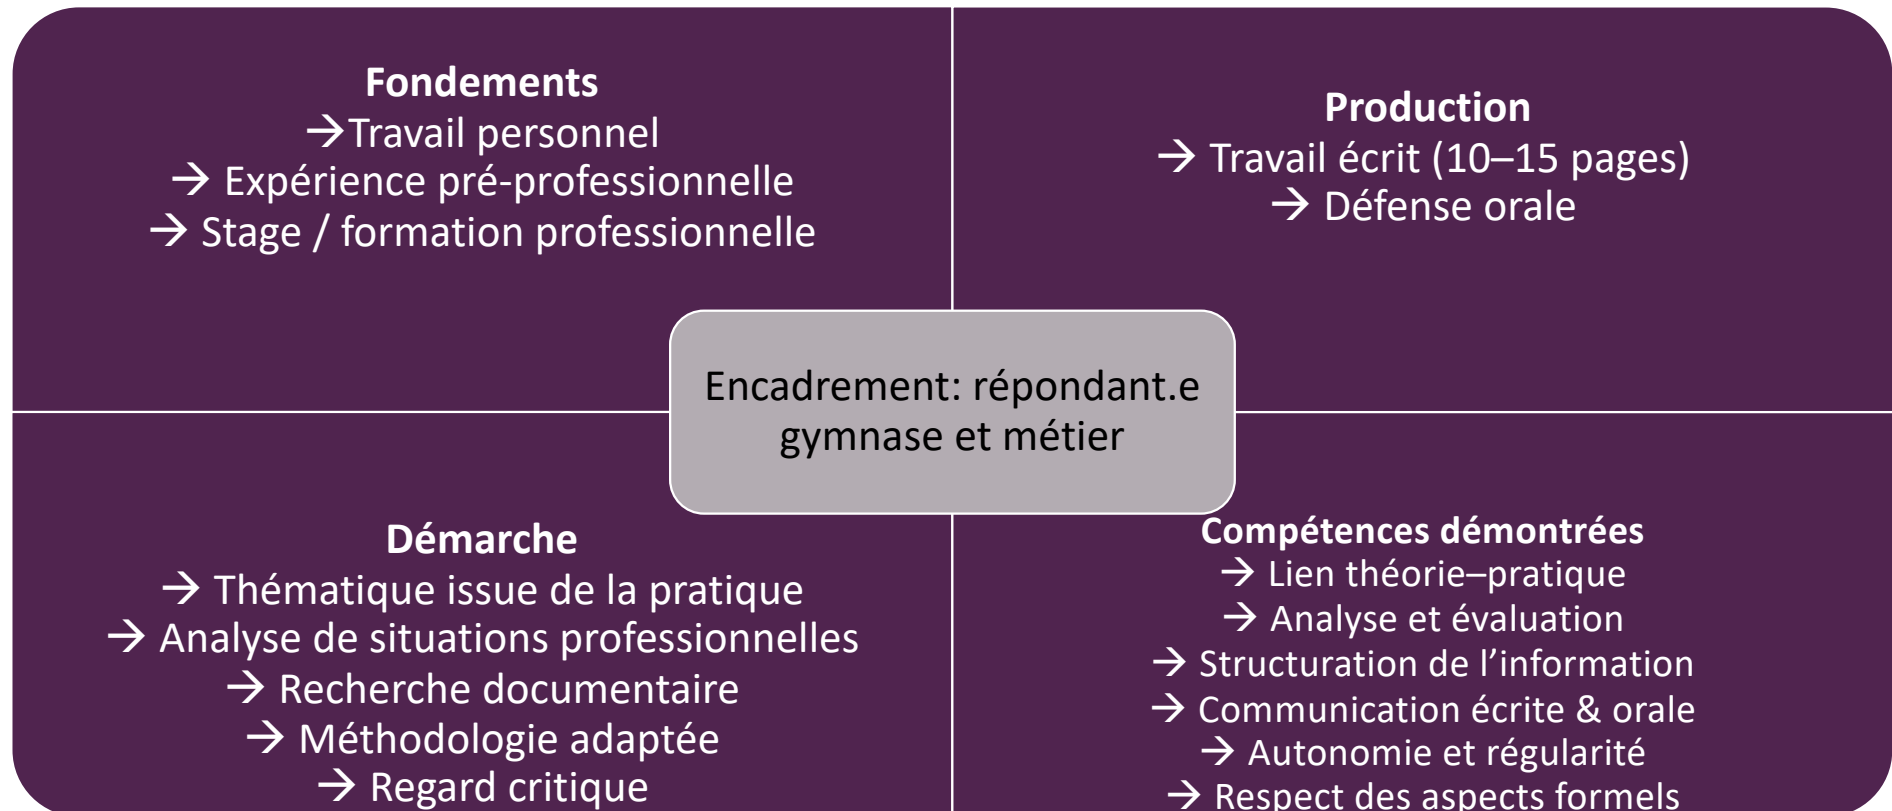 Fondements
→Travail personnel
→ Expérience pré-professionnelle
→ Stage / formation professionnelle
Production
→ Travail écrit (10–15 pages)
→ Défense orale
Encadrement: répondant.e
gymnase et métier
Démarche
→ Thématique issue de la pratique
→ Analyse de situations professionnelles
→ Recherche documentaire
→ Méthodologie adaptée
→ Regard critique
Compétences démontrées
→ Lien théorie–pratique
→ Analyse et évaluation
→ Structuration de l’information
→ Communication écrite & orale
→ Autonomie et régularité
→ Respect des aspects formels